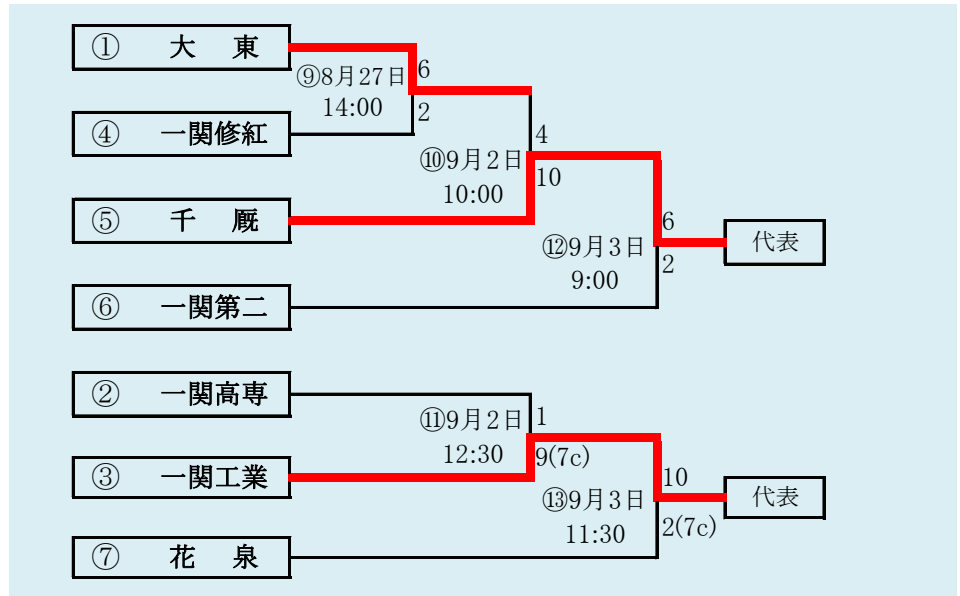 ① 大 東
⑨8月27日 6
14:00 2
④ 一関修紅
4
⑩9月2日 10
10:00
⑤ 千 厩
6
⑫9月3日 代表
9:00 2
⑥ 一関第二
② 一関高専
⑪9月2日 1
12:30 9(7c)
③ 一関工業
10
⑬9月3日 代表
11:30 2(7c)
⑦ 花 泉